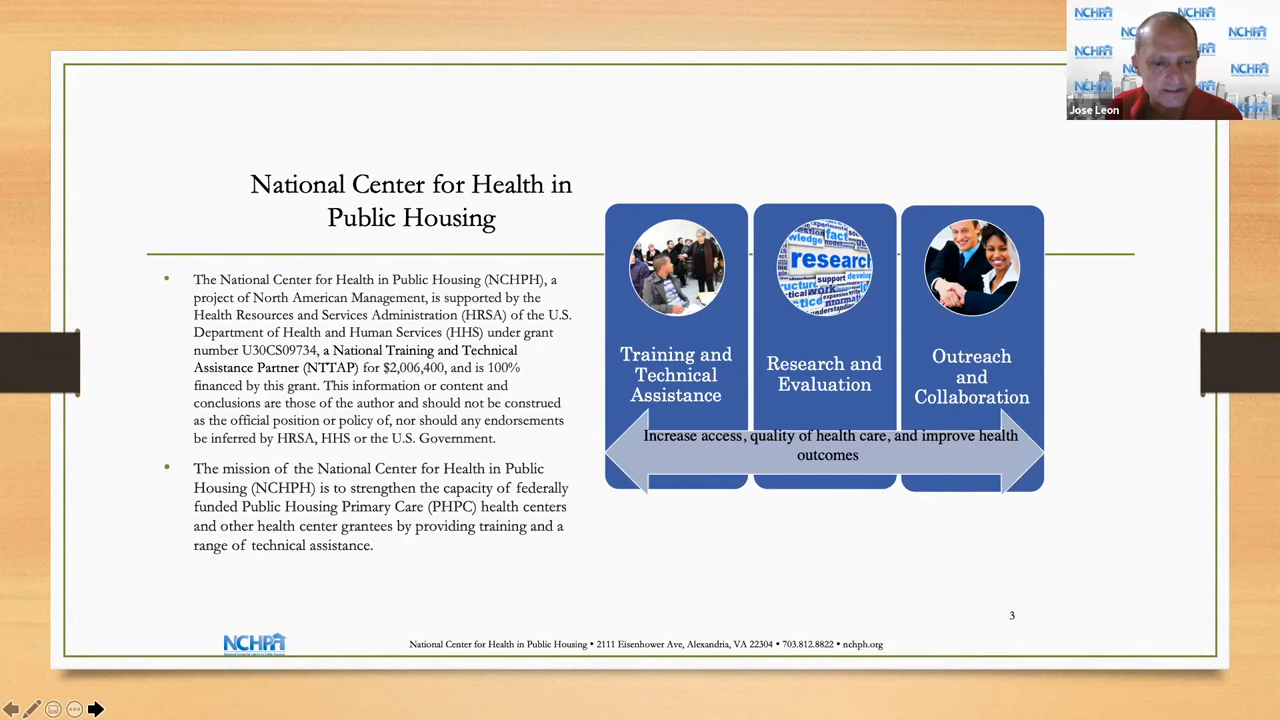 NCHPH
NCHPH
NCHPH
NCHPH
NCHPH
NCHPH
Jose Leon
National Center for Health in
Public Housing
The National Center for Health in Public Housing (NCHPH), a
project of North American Management, is supported by the
Health Resources and Services Administration (HRSA) of the U.S.
Department of Health and Human Services (HHS) under grant
number U30CS09734, a National Training and Technical
Assistance Partner (NTTAP) for $2,006,400, and is 100%
financed by this grant. This information or content and
conclusions are those of the author and should not be construed
as the official position or policy of, nor should any endorsements
be inferred by HRSA, HHS or the U.S. Government.
The mission of the National Center for Health in Public
Housing (NCHPH) is to strengthen the capacity of federally
funded Public Housing Primary Care (PHPC) health centers
and other health center grantees by providing training and a
range of technical assistance.
research
fact
support
work
understanding
Training and
Technical
Assistance
Research and
Evaluation
Outreach
and
Collaboration
Increase access, quality of health care, and improve health
outcomes
3
NCHPH
National Center for Health in Public Housing • 2111 Eisenhower Ave, Alexandria, VA 22304 • 703.812.8822 • nchph.org